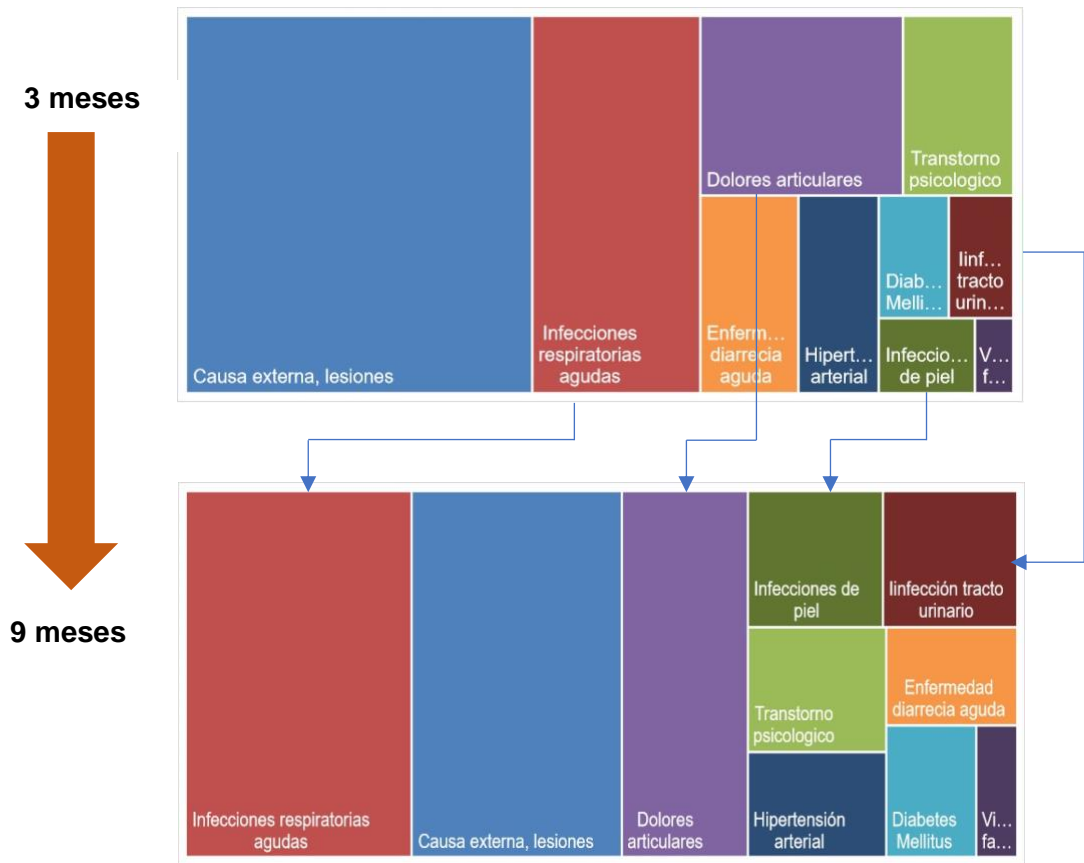 3 meses
Causa externa, lesiones
Infecciones
respiratorias
agudas
Dolores articulares
Transtorno
psicologico
Enferm...
diarrecia
aguda
Hipert...
arterial
Diab...
Melli...
Iinf...
tracto
urin...
Infeccio...
de piel
V...
f...
9 meses
Infecciones respiratorias
agudas
Causa externa, lesiones
Dolores
articulares
Infecciones de
piel
Iinfección tracto
urinario
Transtorno
psicologico
Enfermedad
diarrecia aguda
Hipertensión
arterial
Diabetes
Mellitus
Vi...
fa...